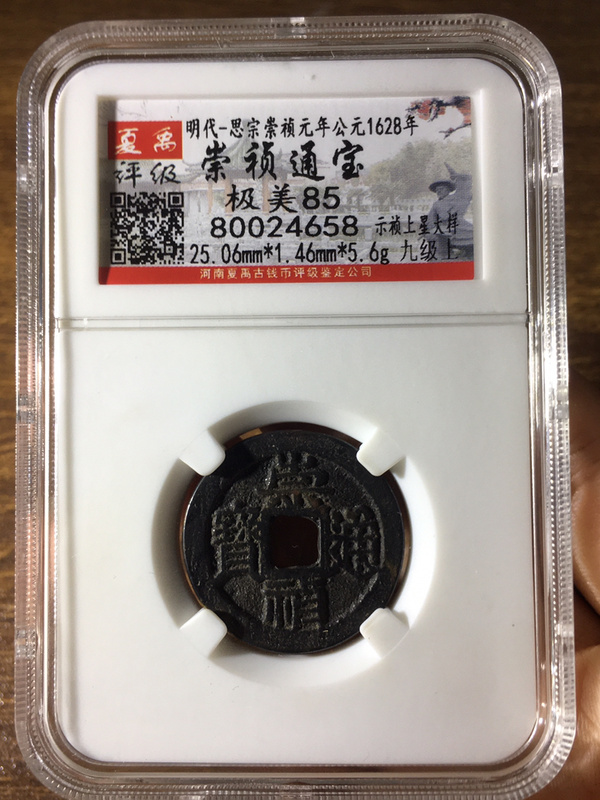 夏禹
评级
明代-思宗崇祯元年公元1628年
崇祯通宝
极美85
80024658 示祯上星大样
25.06mm*1.46mm*5.6g 九级上
河南夏禹古钱币评级鉴定公司
崇
寳 通
祯